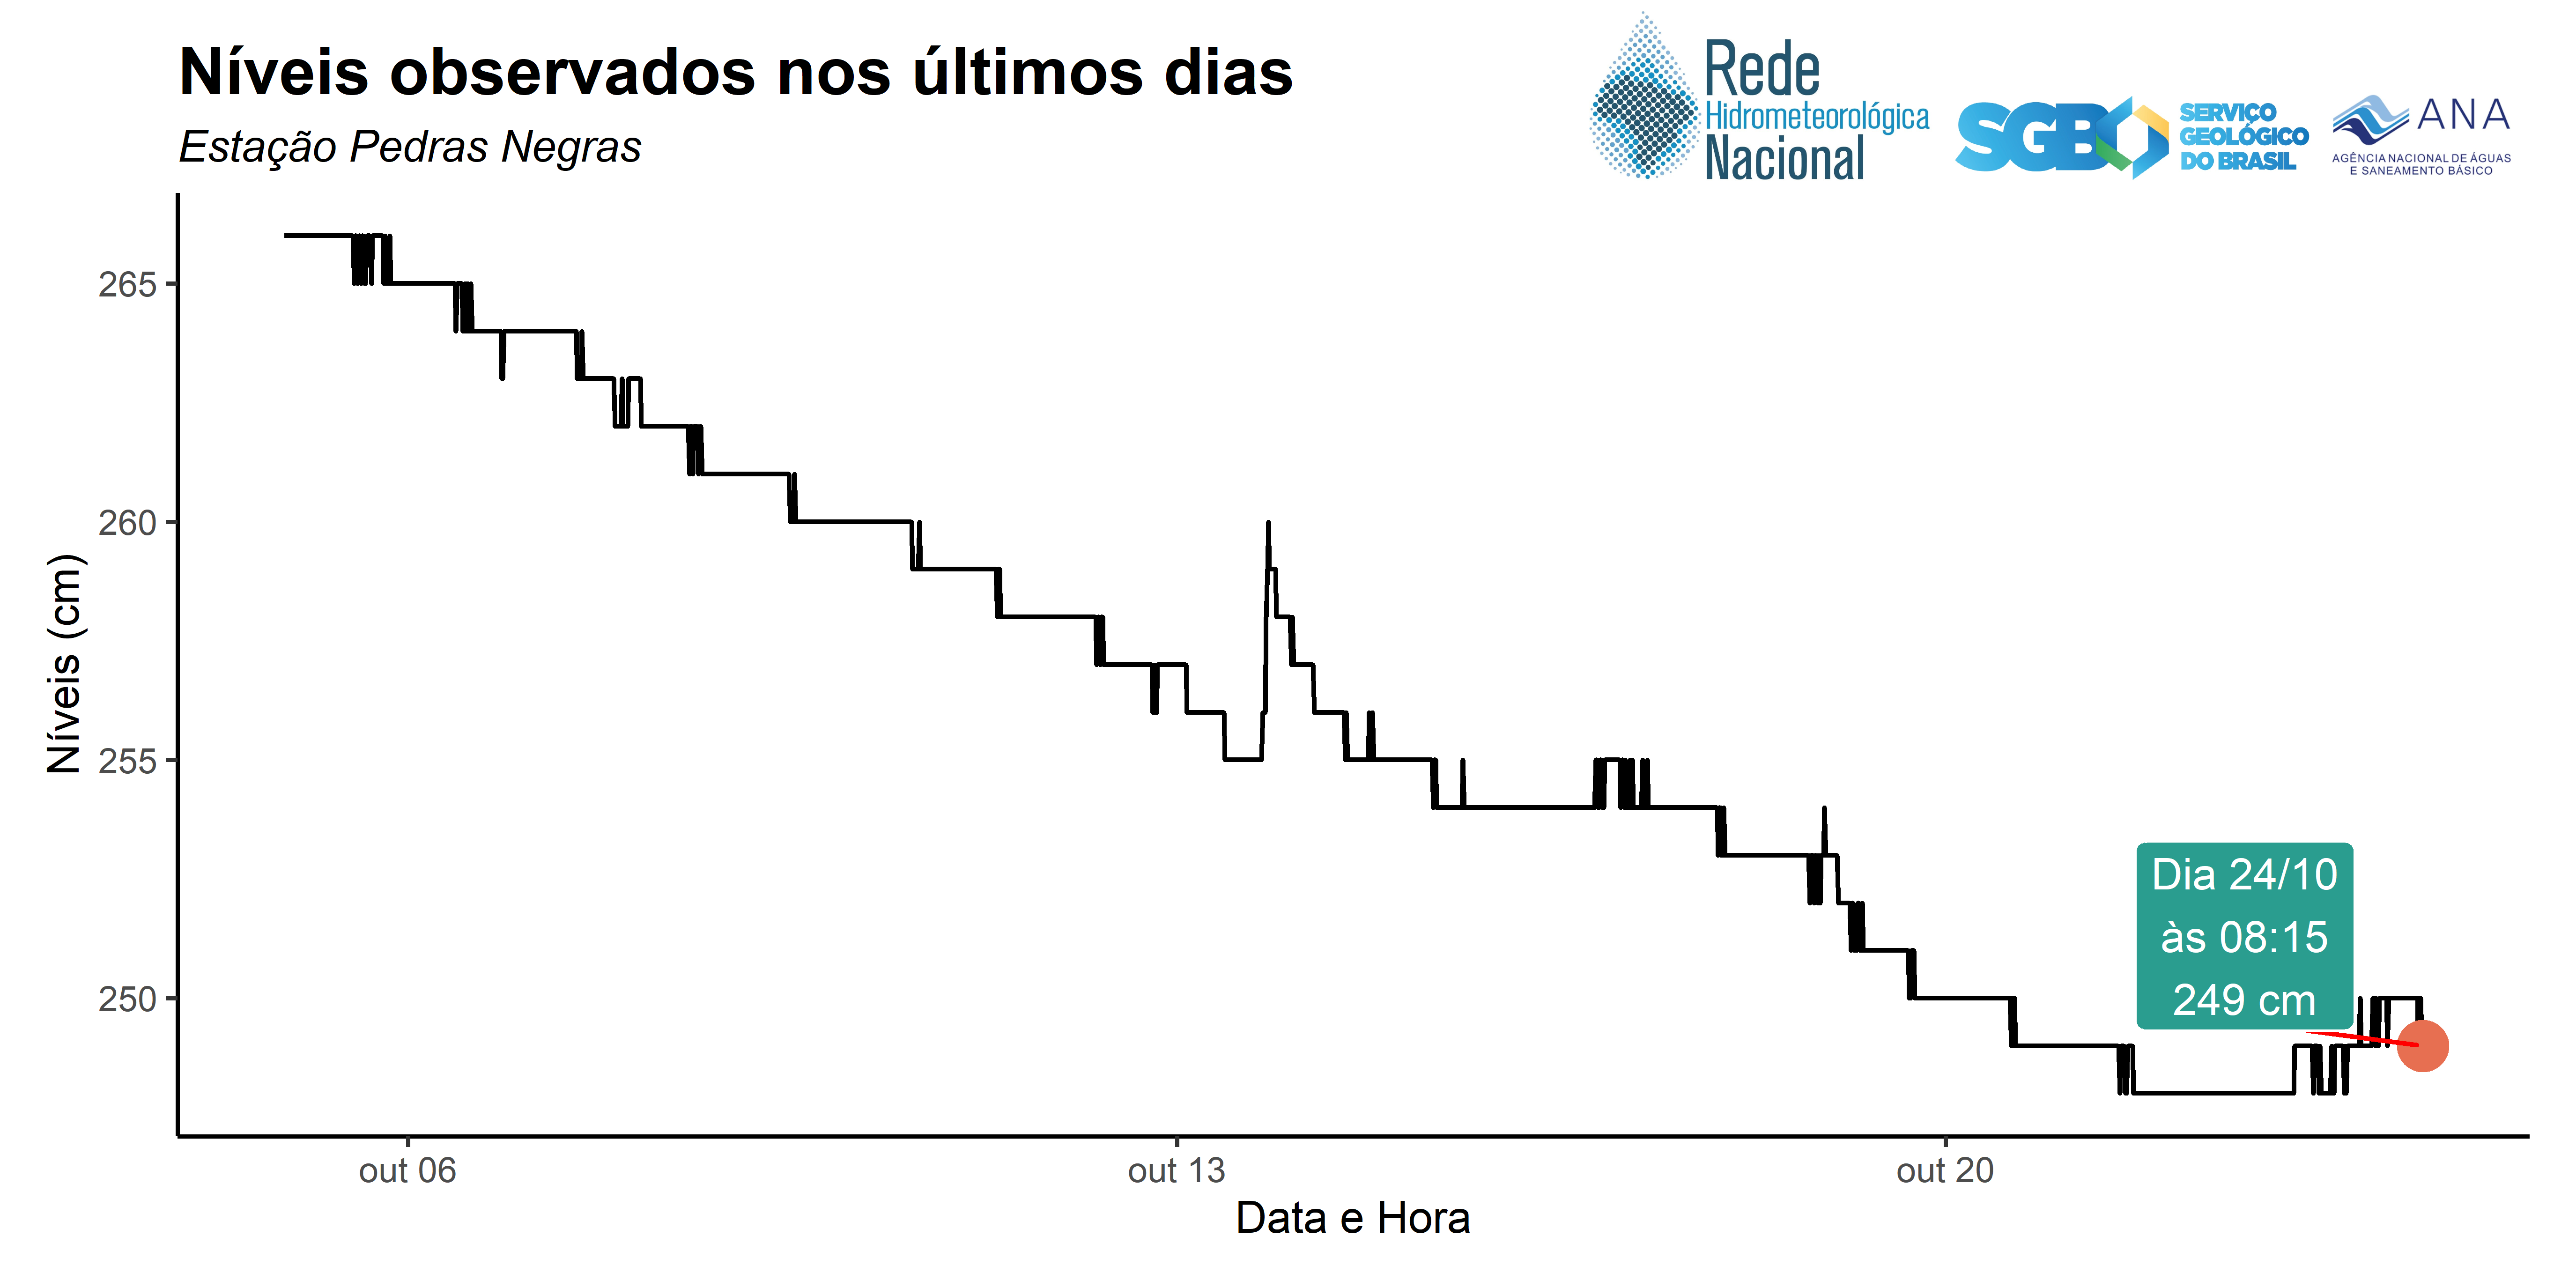 Níveis observados nos últimos dias
Estação Pedras Negras
Rede
Hidrometeorológica
Nacional
SGB
SERVIÇO
GEOLÓGICO
DO BRASIL
ANA
AGÊNCIA NACIONAL DE ÁGUAS
E SANEAMENTO BÁSICO
Níveis (cm)
265
260
255
250
Dia 24/10
às 08:15
249 cm
out 06
out 13
out 20
Data e Hora